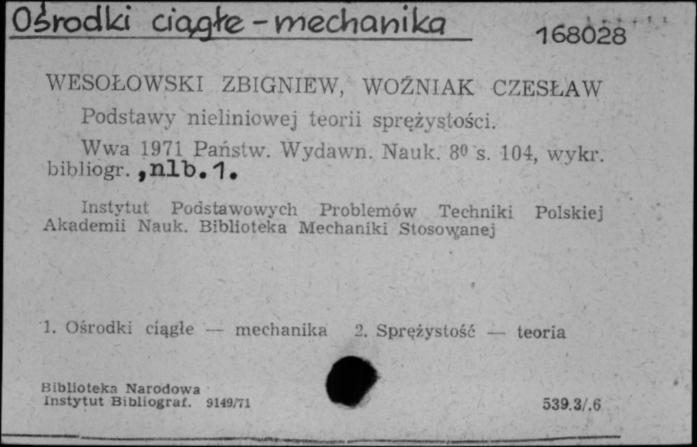 Ośrodki ciągłe - mechanika
168028
WESOŁOWSKI ZBIGNIEW, WOŹNIAK CZESŁAW
Podstawy nieliniowej teorii sprężystości.
Wwa 1971 Państw. Wydawn. Nauk. 8⁰ s. 104, wykr.
bibliogr. , nlb. 1.
Instytut Podstawowych Problemów Techniki Polskiej
Akademii Nauk. Biblioteka Mechaniki Stosowanej
1. Ośrodki ciągłe — mechanika 2. Sprężystość — teoria
Biblioteka Narodowa
Instytut Bibliograf. 9149/71
539.3/.6